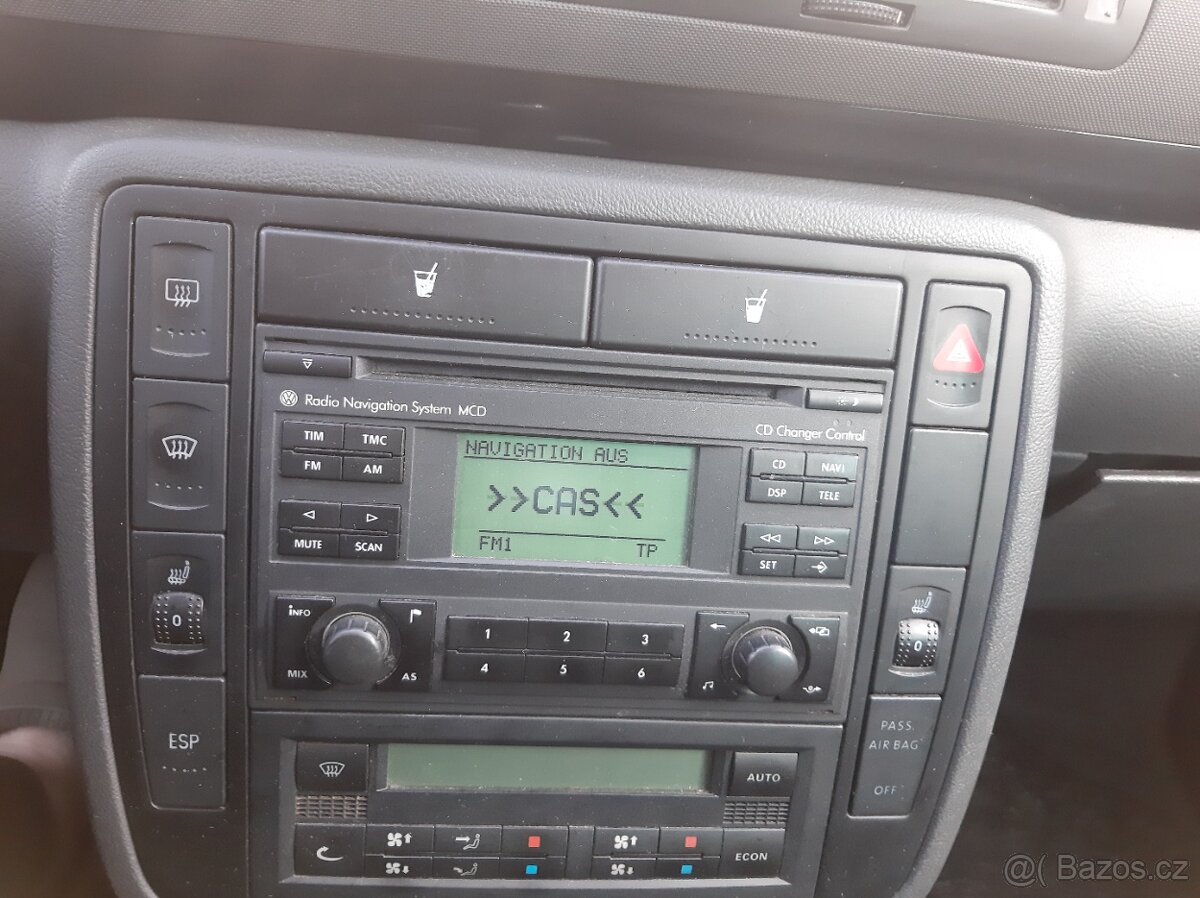 Radio Navigation System MCD
CD Changer Control
TIM TMC
FM AM
MUTE SCAN
NAVIGATION AUS
>>CAS<<
FM1 TP
CD NAVI
DSP TELE
SET
INFO
MIX AS
1 2 3
4 5 6
0
0
ESP
PASS.
AIR BAG
OFF
AUTO
ECON
@( Bazos.cz